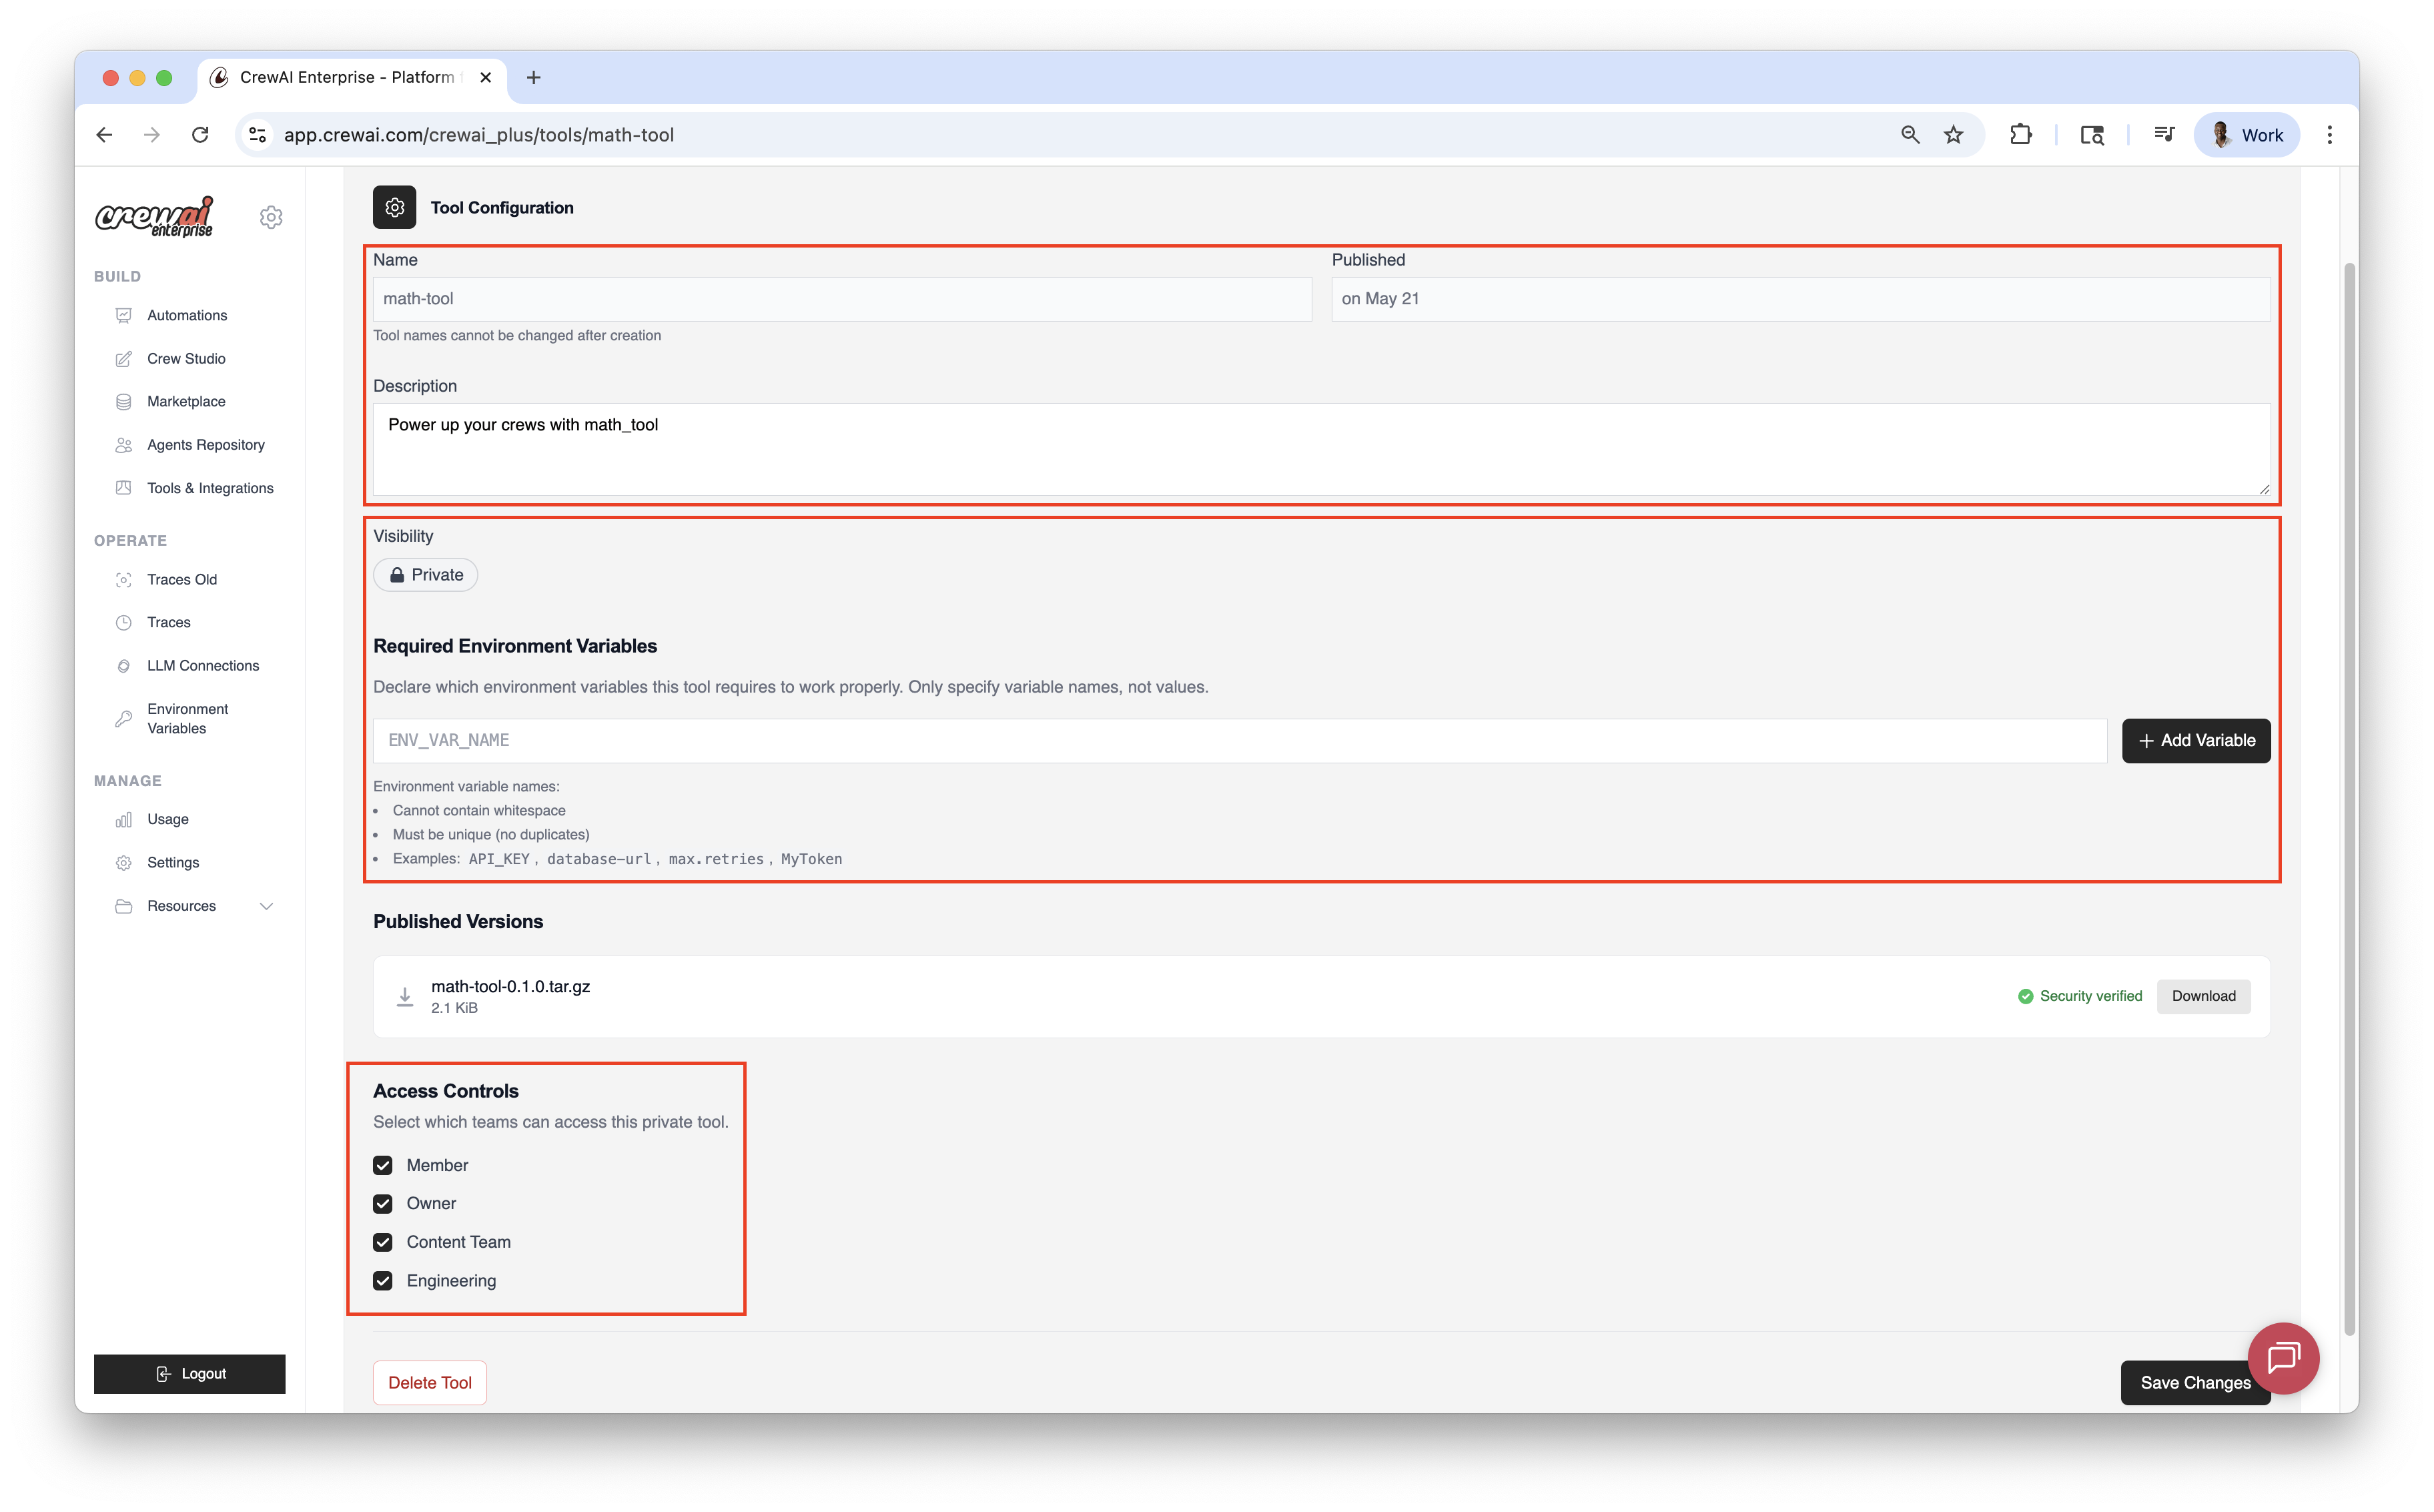 CrewAI Enterprise - Platform
app.crewai.com/crewai_plus/tools/math-tool
Work
crewai
enterprise
BUILD
Automations
Crew Studio
Marketplace
Agents Repository
Tools & Integrations
OPERATE
Traces Old
Traces
LLM Connections
Environment
Variables
MANAGE
Usage
Settings
Resources
Logout
Tool Configuration
Name
Published
math-tool
on May 21
Tool names cannot be changed after creation
Description
Power up your crews with math_tool
Visibility
Private
Required Environment Variables
Declare which environment variables this tool requires to work properly. Only specify variable names, not values.
ENV_VAR_NAME
+ Add Variable
Environment variable names:
• Cannot contain whitespace
• Must be unique (no duplicates)
• Examples: API_KEY, database-url, max.retries, MyToken
Published Versions
math-tool-0.1.0.tar.gz
2.1 KiB
Security verified
Download
Access Controls
Select which teams can access this private tool.
Member
Owner
Content Team
Engineering
Delete Tool
Save Changes